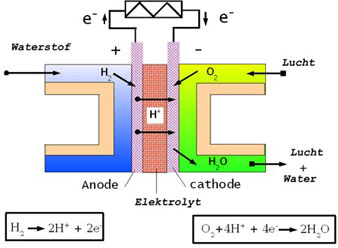 e⁻ e⁻
+ −
Waterstof
H₂ O₂
Lucht
H⁺
H₂O
Lucht
+
Water
Anode cathode
Elektrolyt
H₂ → 2H⁺ + 2e⁻
O₂+4H⁺ + 4e⁻ → 2H₂O